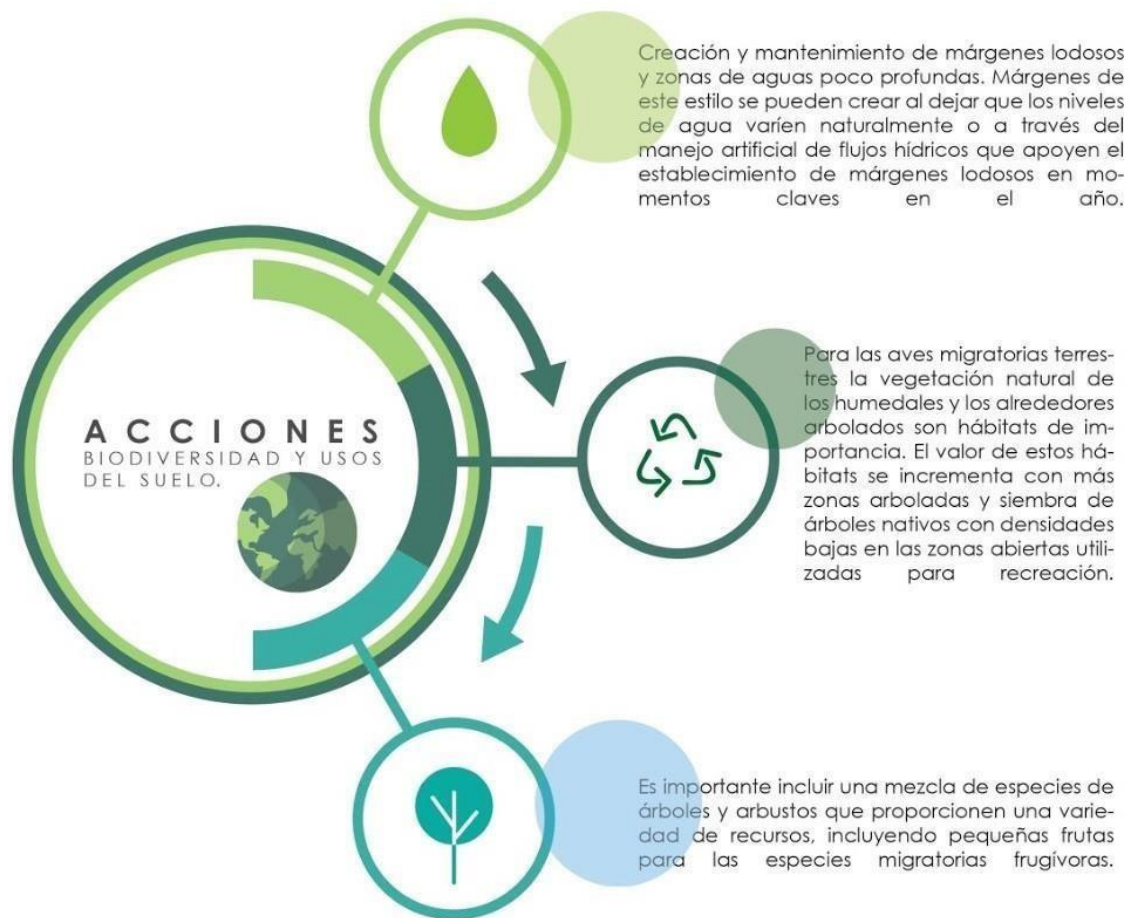 Creación y mantenimiento de márgenes lodosos
y zonas de aguas poco profundas. Márgenes de
este estilo se pueden crear al dejar que los niveles
de agua varíen naturalmente o a través del
manejo artificial de flujos hídricos que apoyen el
establecimiento de márgenes lodosos en mo-
mentos claves en el año.
ACCIONES
BIODIVERSIDAD Y USOS
DEL SUELO.
Para las aves migratorias terres-
tres la vegetación natural de
los humedales y los alrededores
arbolados son hábitats de im-
portancia. El valor de estos há-
bitats se incrementa con más
zonas arboladas y siembra de
árboles nativos con densidades
bajas en las zonas abiertas utili-
zadas para recreación.
Es importante incluir una mezcla de especies de
árboles y arbustos que proporcionen una varie-
dad de recursos, incluyendo pequeñas frutas
para las especies migratorias frugívoras.